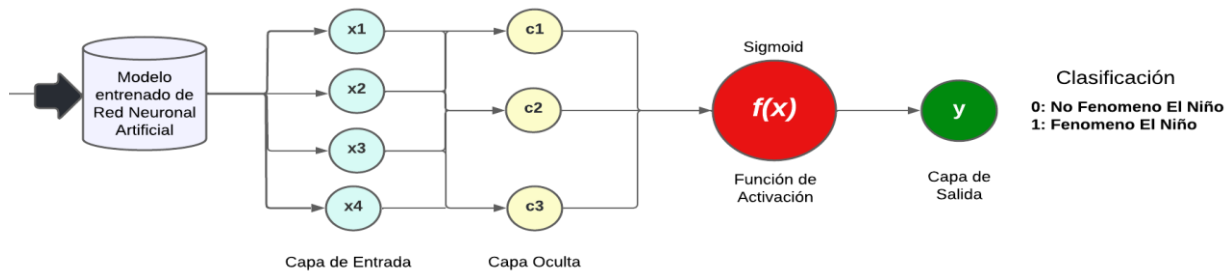 Modelo
entrenado de
Red Neuronal
Artificial
x1
x2
x3
x4
Capa de Entrada
c1
c2
c3
Capa Oculta
Sigmoid
f(x)
Función de
Activación
y
Capa de
Salida
Clasificación
0: No Fenomeno El Niño
1: Fenomeno El Niño